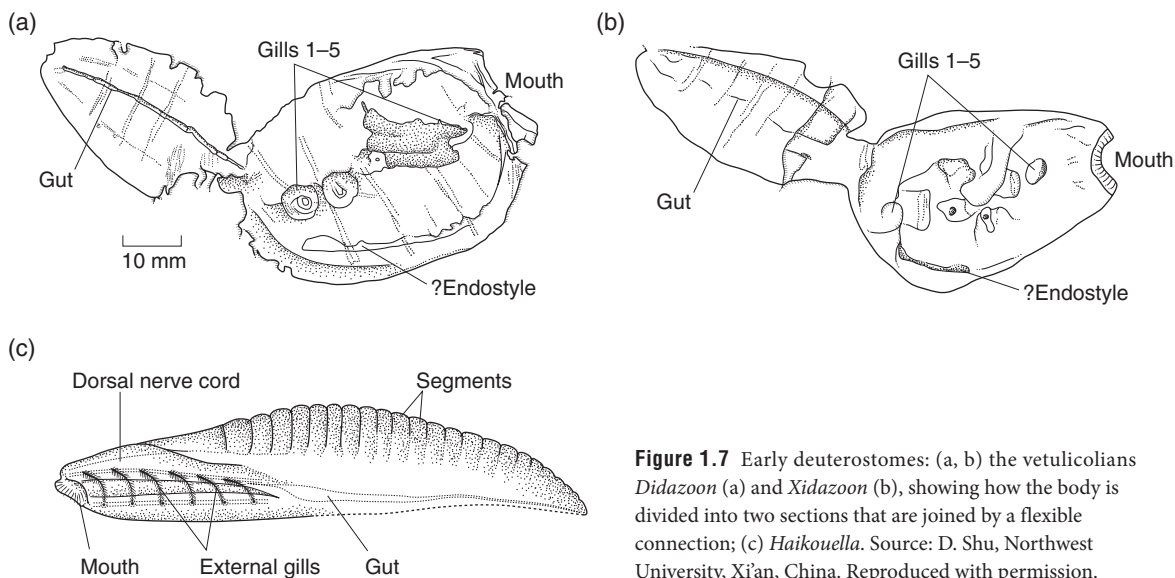 (a)
Gills 1–5
Mouth
Gut
10 mm
?Endostyle
(b)
Gills 1–5
Mouth
Gut
?Endostyle
(c)
Dorsal nerve cord
Segments
Mouth
External gills
Gut
Figure 1.7 Early deuterostomes: (a, b) the vetulicolians
Didazoon (a) and Xidazoon (b), showing how the body is
divided into two sections that are joined by a flexible
connection; (c) Haikouella. Source: D. Shu, Northwest
University, Xi’an, China. Reproduced with permission.